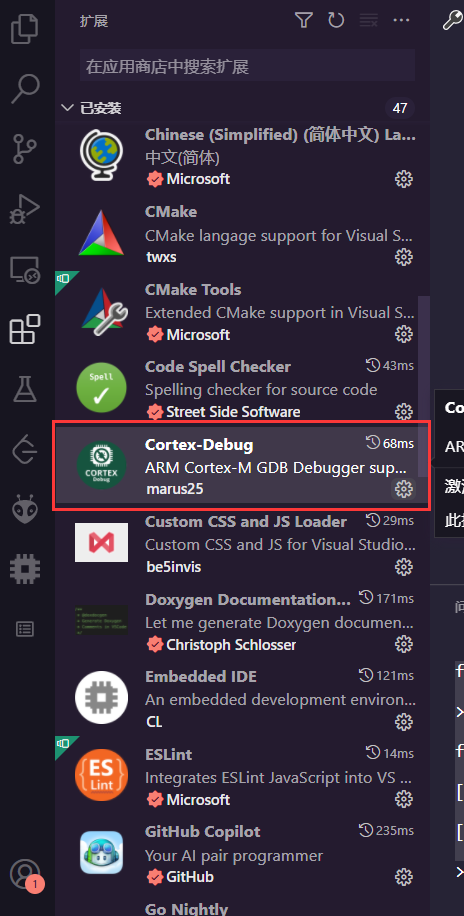 扩展
在应用商店中搜索扩展
已安装 47
Chinese (Simplified) (简体中文) La...
中文(简体)
Microsoft
CMake
CMake langage support for Visual S...
twxs
CMake Tools
Extended CMake support in Visual S...
Microsoft
Code Spell Checker 43ms
Spell
Spelling checker for source code
Street Side Software
Cortex-Debug 68ms
CORTEX
Debug
ARM Cortex-M GDB Debugger sup...
marus25
Custom CSS and JS Loader 29ms
Custom CSS and JS for Visual Studio...
be5invis
Doxygen Documentation... 171ms
Let me generate Doxygen documen...
Christoph Schlosser
Embedded IDE 121ms
An embedded development environ...
CL
ESLint 14ms
ES
Lint
Integrates ESLint JavaScript into VS ...
Microsoft
GitHub Copilot 235ms
Your AI pair programmer
GitHub
Go Nightly
1
Co
AR
激
此
f
>
f
[
[
>